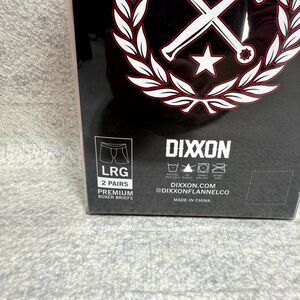 DIXXON
LRG
2 PAIRS
PREMIUM
BOXER BRIEFS
DIXXON.COM
@DIXXONFLANNELCO
MADE IN CHINA